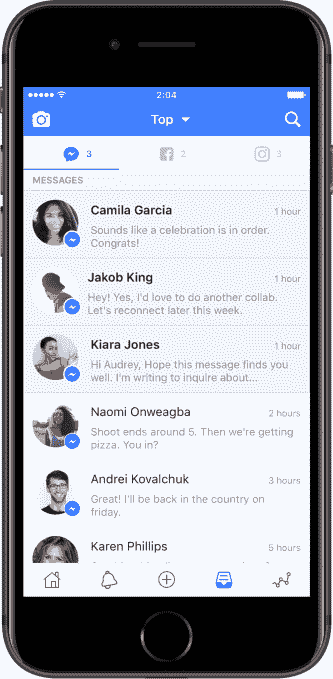 2:04
Top
3
2
3
MESSAGES
Camila Garcia
1 hour
Sounds like a celebration is in order.
Congrats!
Jakob King
1 hour
Hey! Yes, I'd love to do another collab.
Let's reconnect later this week.
Kiara Jones
1 hour
Hi Audrey, Hope this message finds you
well. I'm writing to inquire about...
Naomi Onweagba
2 hours
Shoot ends around 5. Then we're getting
pizza. You in?
Andrei Kovalchuk
3 hours
Great! I'll be back in the country on
friday.
Karen Phillips
5 hours